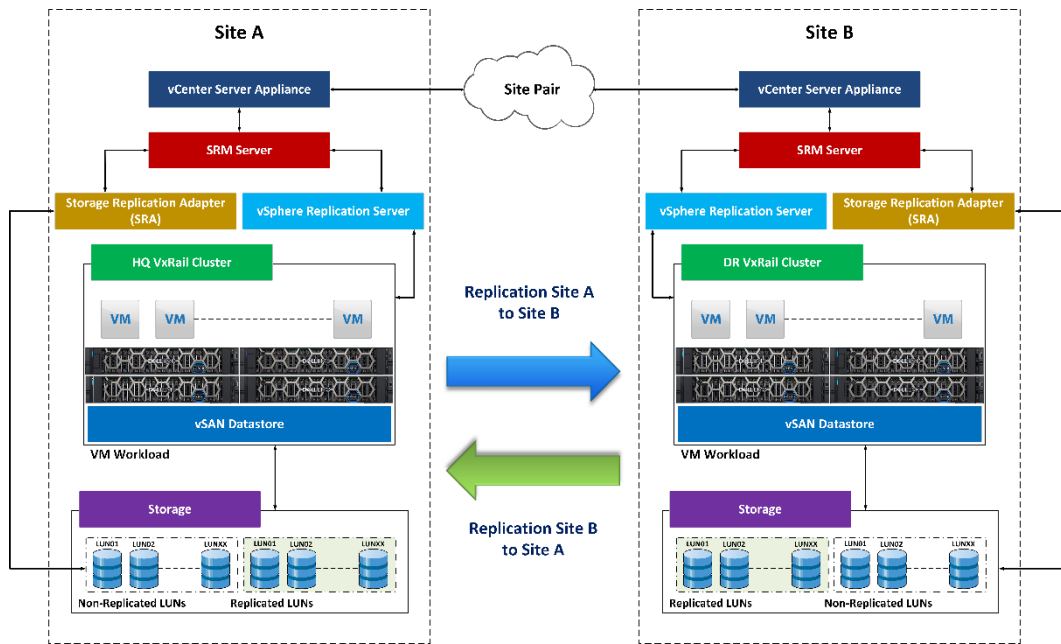 Site A
vCenter Server Appliance
SRM Server
Storage Replication Adapter
(SRA)
vSphere Replication Server
HQ VxRail Cluster
VM
VM
VM
vSAN Datastore
VM Workload
Storage
LUN01
LUN02
LUNXX
LUN01
LUN02
LUNXX
Non-Replicated LUNs
Replicated LUNs
Site Pair
Replication Site A
to Site B
Replication Site B
to Site A
Site B
vCenter Server Appliance
SRM Server
vSphere Replication Server
Storage Replication Adapter
(SRA)
DR VxRail Cluster
VM
VM
VM
vSAN Datastore
VM Workload
Storage
LUN01
LUN02
LUNXX
LUN01
LUN02
LUNXX
Replicated LUNs
Non-Replicated LUNs